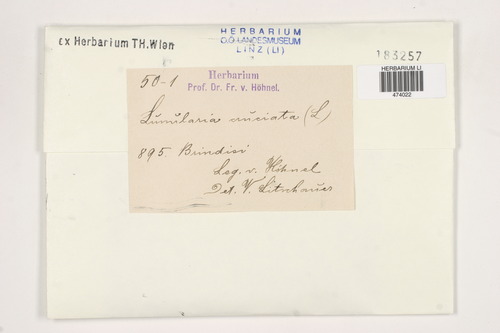 ex Herbarium TH.Wien
HERBARIUM
O.Ö.LANDESMUSEUM
LINZ (LI)
183257
HERBARIUM LI
474022
50-1
Herbarium
Prof. Dr. Fr. v. Höhnel.
Lunularia cruciata (L)
895. Brindisi
Leg. v. Höhnel
Det. V. Litschauer